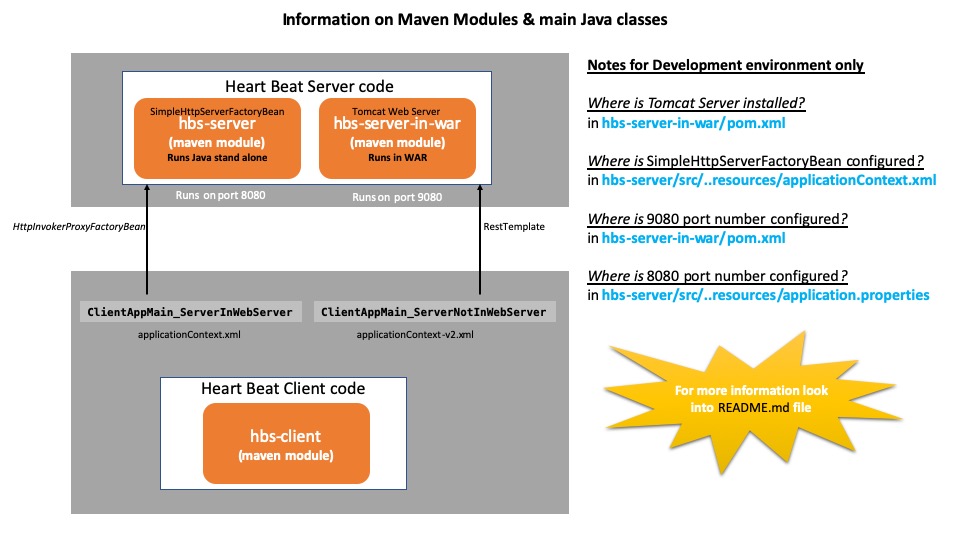 Information on Maven Modules & main Java classes
Heart Beat Server code
SimpleHttpServerFactoryBean
hbs-server
(maven module)
Runs Java stand alone
Tomcat Web Server
hbs-server-in-war
(maven module)
Runs in WAR
Runs on port 8080
Runs on port 9080
HttpInvokerProxyFactoryBean
RestTemplate
ClientAppMain_ServerInWebServer
ClientAppMain_ServerNotInWebServer
applicationContext.xml
applicationContext-v2.xml
Heart Beat Client code
hbs-client
(maven module)
Notes for Development environment only
Where is Tomcat Server installed?
in hbs-server-in-war/pom.xml
Where is SimpleHttpServerFactoryBean configured?
in hbs-server/src/..resources/applicationContext.xml
Where is 9080 port number configured?
in hbs-server-in-war/pom.xml
Where is 8080 port number configured?
in hbs-server/src/..resources/application.properties
For more information look
into README.md file